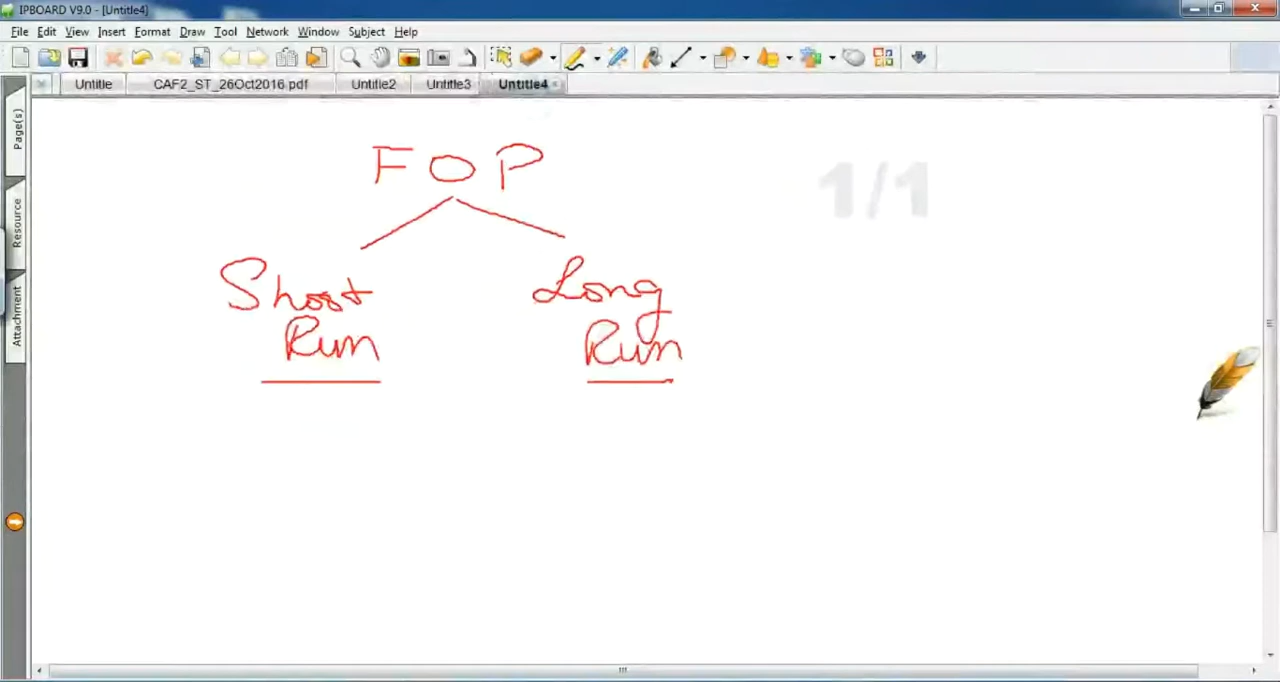 IPBOARD V9.0 - [Untitle4]
File Edit View Insert Format Draw Tool Network Window Subject Help
Untitle CAF2_ST_26Oct2016.pdf Untitle2 Untitle3 Untitle4
Page(s)
Resource
Attachment
1/1
F O P
Short Long
Run Run